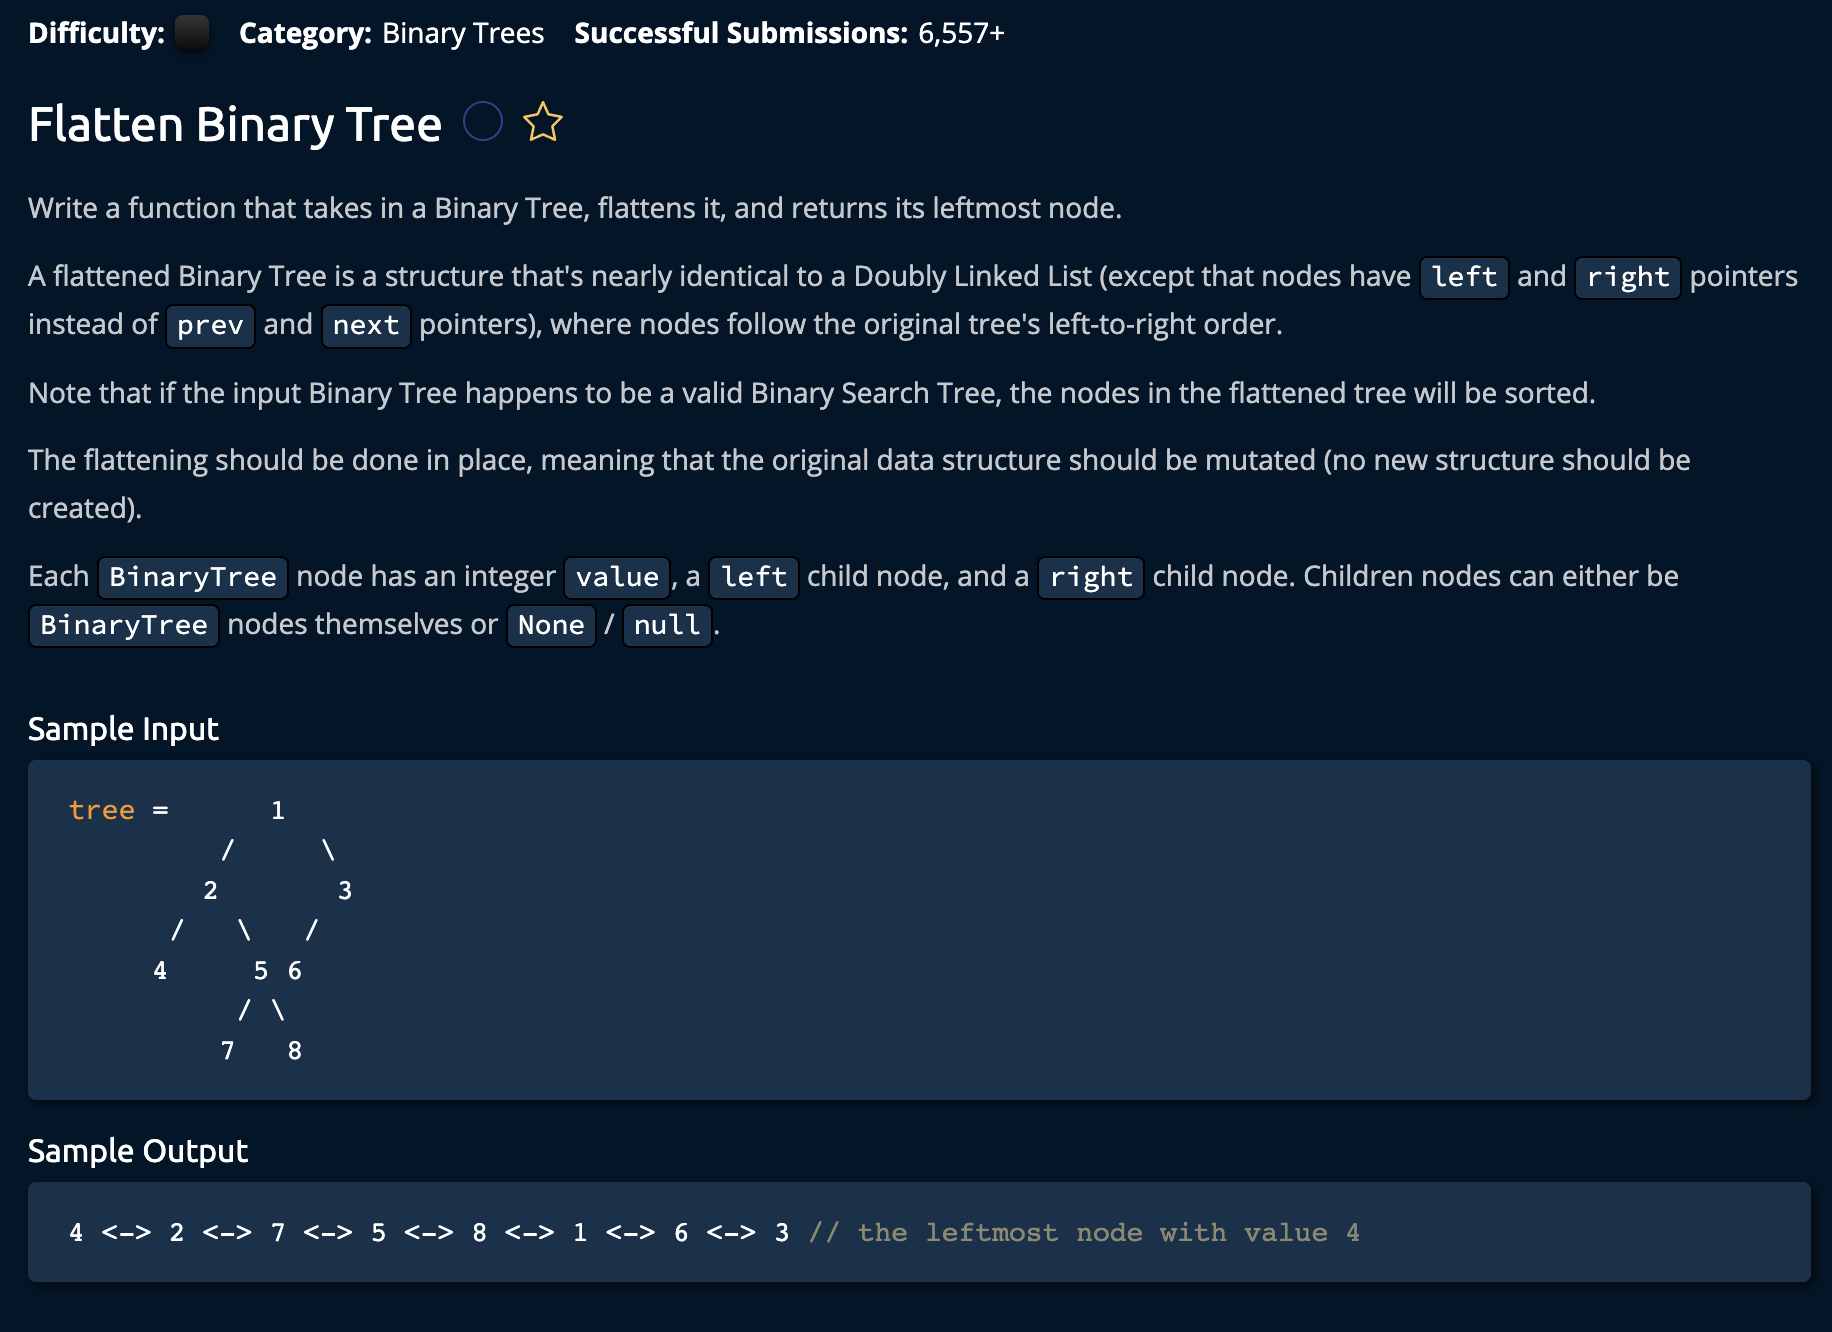 Difficulty: Category: Binary Trees Successful Submissions: 6,557+
Flatten Binary Tree
Write a function that takes in a Binary Tree, flattens it, and returns its leftmost node.
A flattened Binary Tree is a structure that's nearly identical to a Doubly Linked List (except that nodes have left and right pointers
instead of prev and next pointers), where nodes follow the original tree's left-to-right order.
Note that if the input Binary Tree happens to be a valid Binary Search Tree, the nodes in the flattened tree will be sorted.
The flattening should be done in place, meaning that the original data structure should be mutated (no new structure should be
created).
Each BinaryTree node has an integer value, a left child node, and a right child node. Children nodes can either be
BinaryTree nodes themselves or None / null.
Sample Input
tree = 1
/ \
2 3
/ \ /
4 5 6
/ \
7 8
Sample Output
4 <-> 2 <-> 7 <-> 5 <-> 8 <-> 1 <-> 6 <-> 3 // the leftmost node with value 4